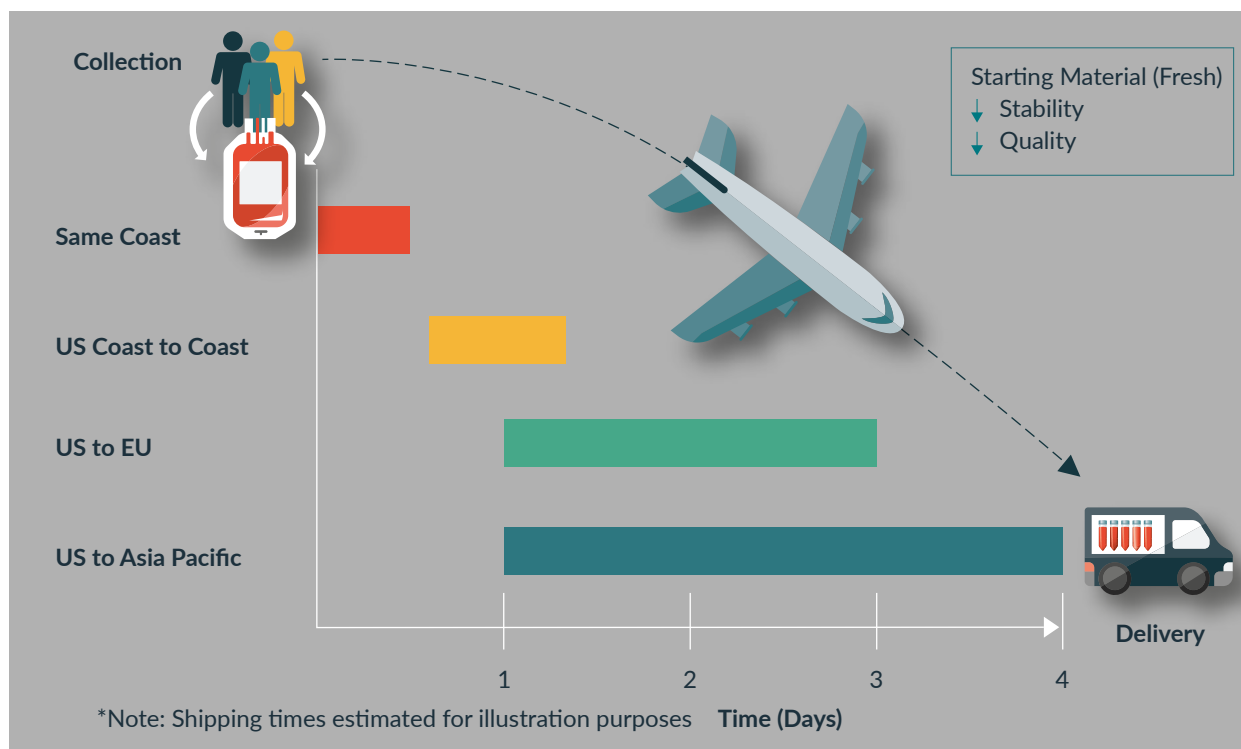 Collection
Starting Material (Fresh)
↓ Stability
↓ Quality
Same Coast
US Coast to Coast
US to EU
US to Asia Pacific
Delivery
1 2 3 4
*Note: Shipping times estimated for illustration purposes Time (Days)